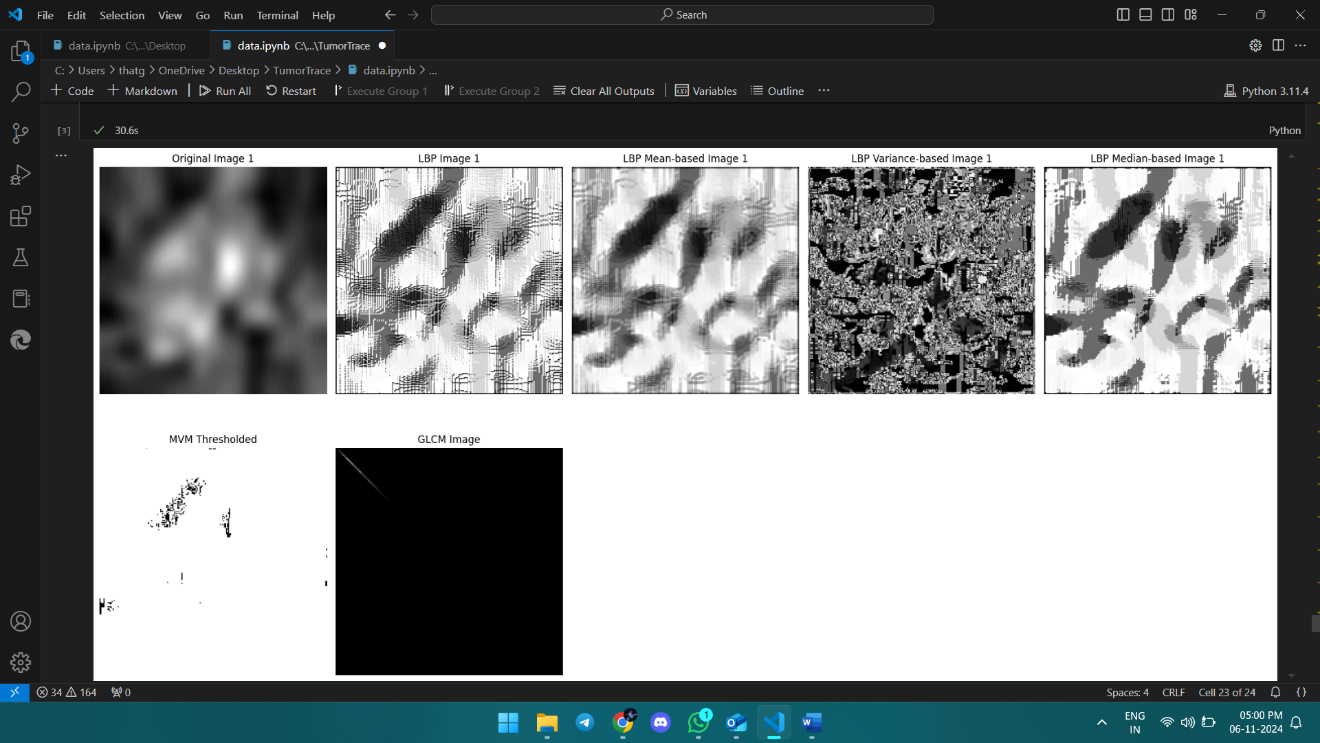 File Edit Selection View Go Run Terminal Help
Search
data.ipynb C:\...\Desktop
data.ipynb C:\...\TumorTrace
1
C: > Users > thatg > OneDrive > Desktop > TumorTrace > data.ipynb > ...
+ Code + Markdown | Run All Restart Execute Group 1 Execute Group 2 Clear All Outputs | Variables Outline ...
Python 3.11.4
[3]
30.6s
Python
Original Image 1
LBP Image 1
LBP Mean-based Image 1
LBP Variance-based Image 1
LBP Median-based Image 1
MVM Thresholded
GLCM Image
34 164 0
Spaces: 4 CRLF Cell 23 of 24
1
ENG
IN
05:00 PM
06-11-2024